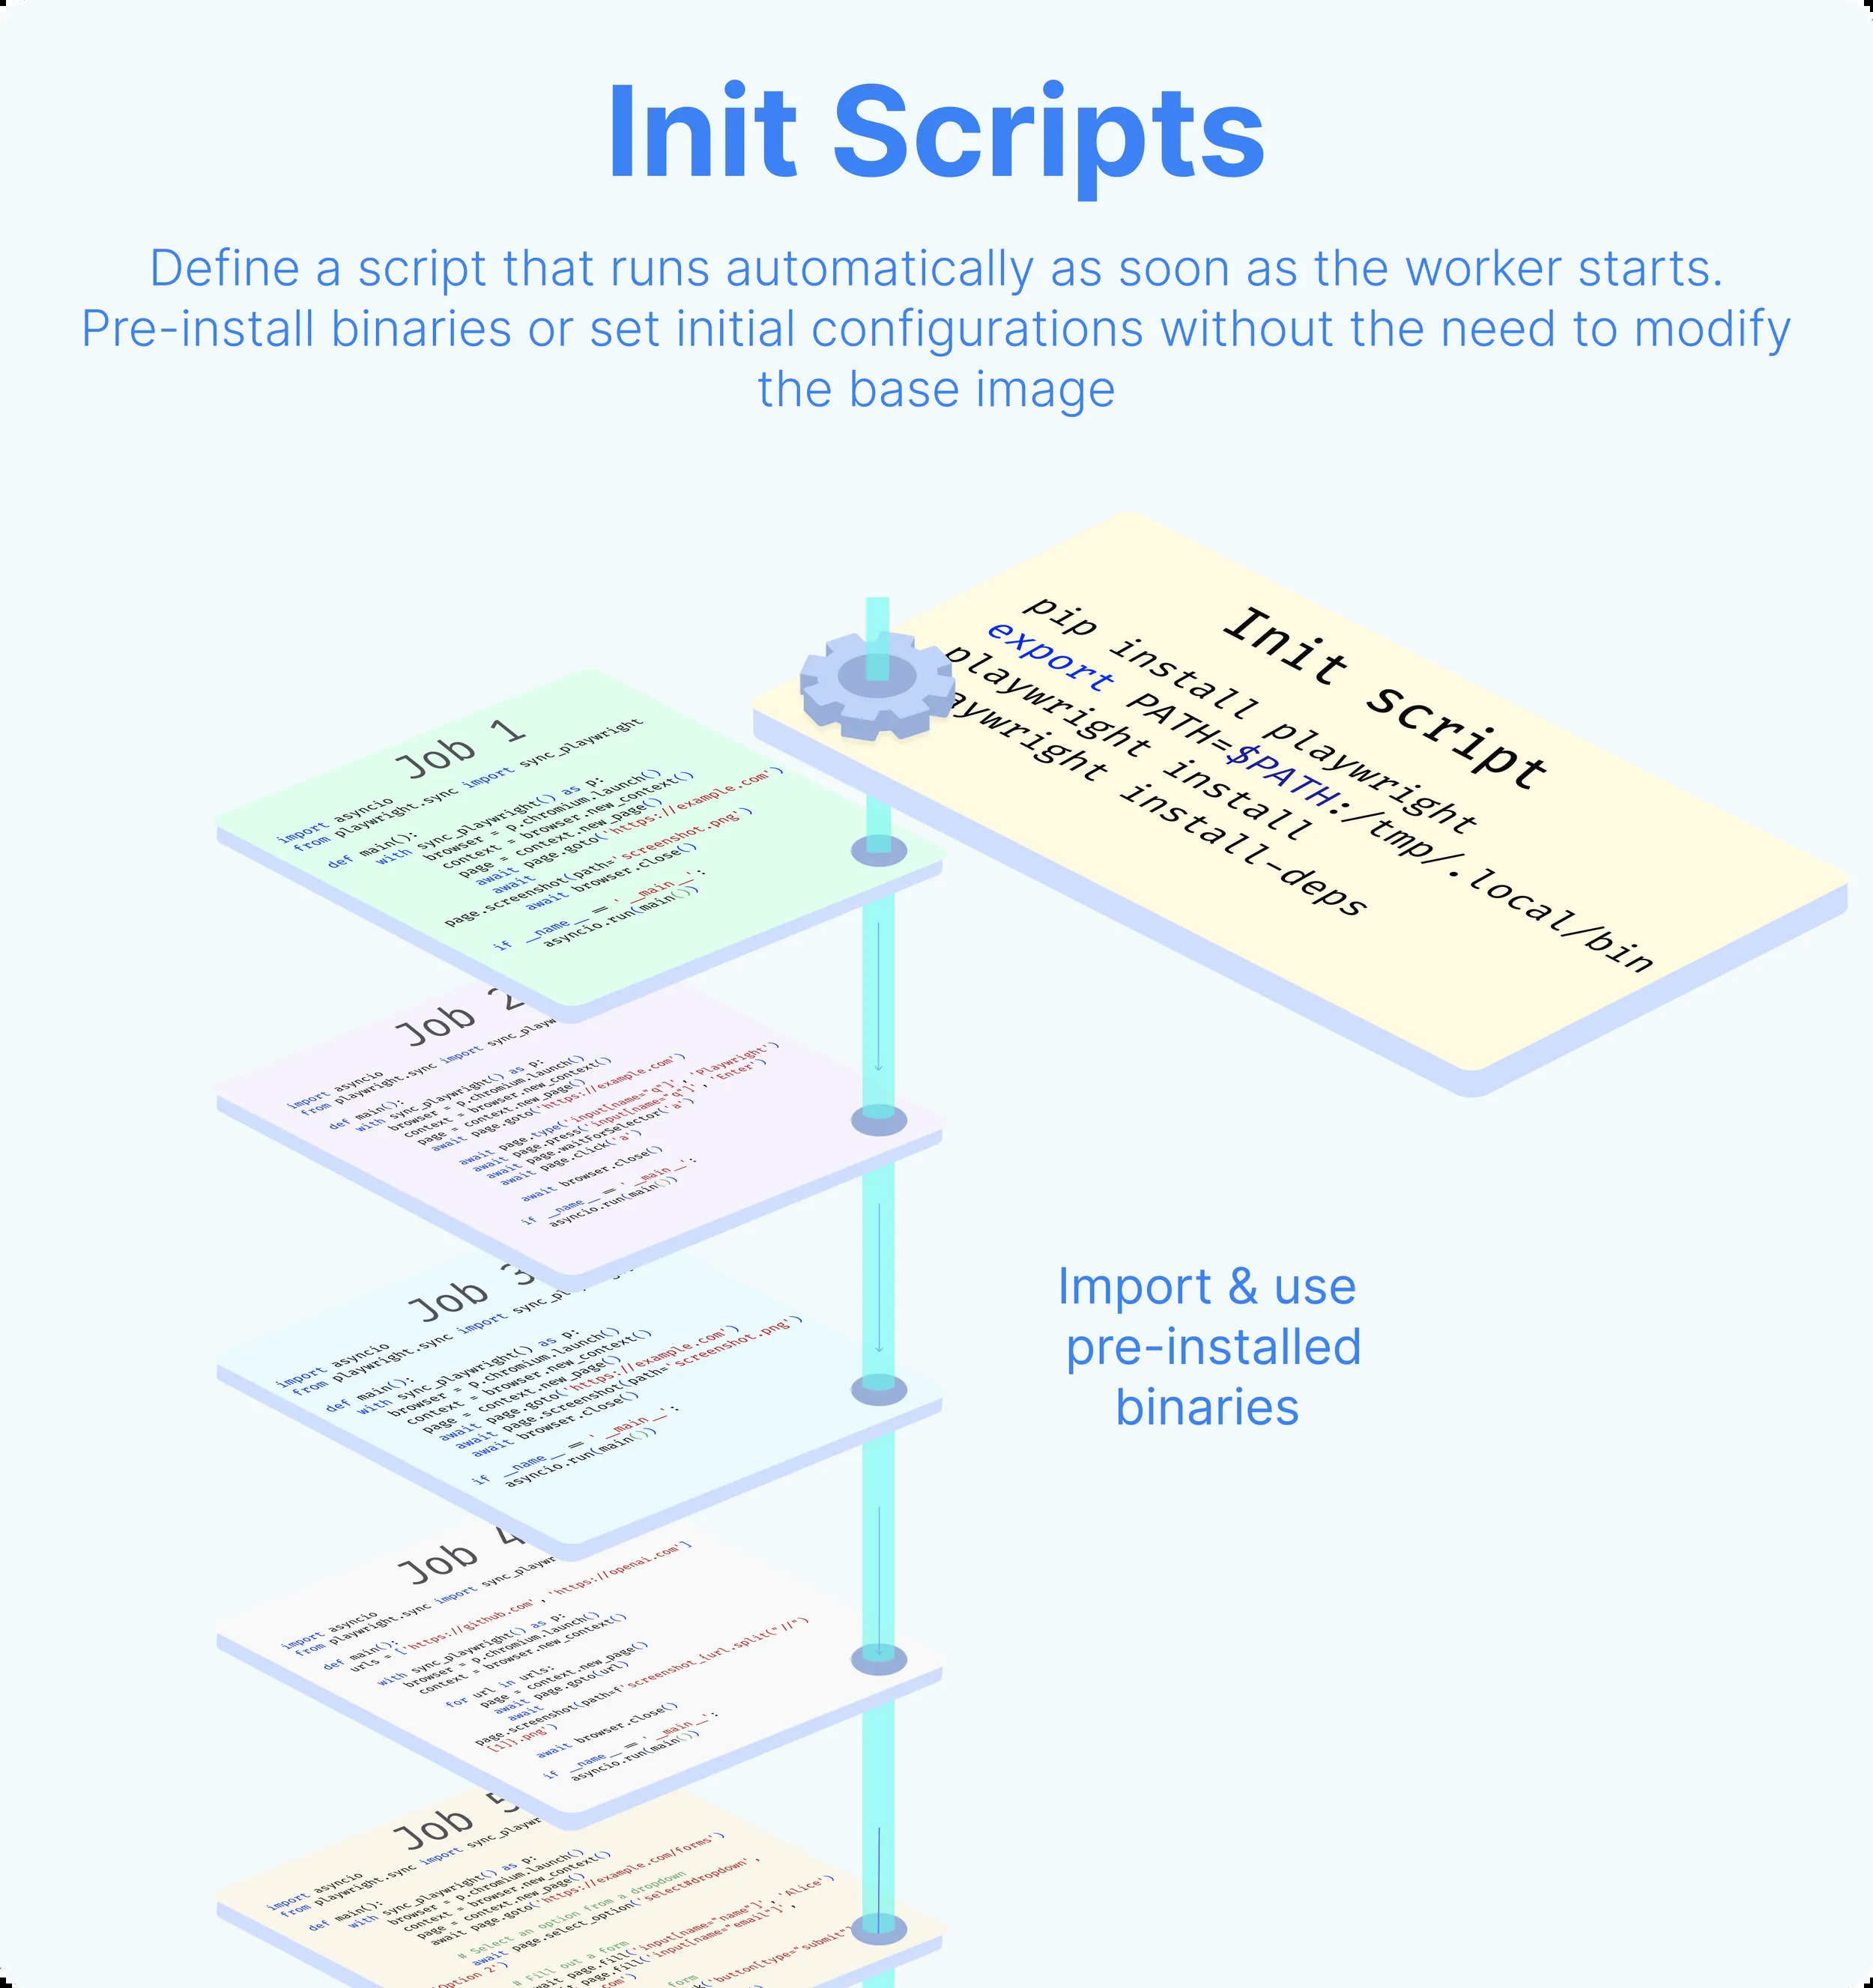 Init Scripts
Define a script that runs automatically as soon as the worker starts.
Pre-install binaries or set initial configurations without the need to modify
the base image
Init script
pip install playwright
export PATH=$PATH:/tmp/.local/bin
playwright install
aywright install-deps
Job 1
import asyncio
from playwright.sync import sync_playwright
def main():
with sync_playwright() as p:
browser = p.chromium.launch()
context = browser.new_context()
page = context.new_page()
await page.goto('https://example.com')
await
page.screenshot(path='screenshot.png')
await browser.close()
if __name__ == '__main__':
asyncio.run(main())
Job 2
import asyncio
from playwright.sync import sync_playw
def main():
with sync_playwright() as p:
browser = p.chromium.launch()
context = browser.new_context()
page = context.new_page()
await page.goto('https://example.com')
await page.type('input[name="q"]', 'Playwright')
await page.press('input[name="q"]', 'Enter')
await page.waitForSelector('a')
await page.click('a')
await browser.close()
if __name__ == '__main__':
asyncio.run(main())
Import & use
pre-installed
binaries
Job 3
import asyncio
from playwright.sync import sync_pl
def main():
with sync_playwright() as p:
browser = p.chromium.launch()
context = browser.new_context()
page = context.new_page()
await page.goto('https://example.com')
await page.screenshot(path='screenshot.png')
await browser.close()
if __name__ == '__main__':
asyncio.run(main())
Job 4
import asyncio
from playwright.sync import sync_playwr
def main():
urls = ['https://github.com', 'https://openai.com']
with sync_playwright() as p:
browser = p.chromium.launch()
context = browser.new_context()
for url in urls:
page = context.new_page()
await page.goto(url)
await
page.screenshot(path=f'screenshot_{url.split("//")
[1]}.png')
await browser.close()
if __name__ == '__main__':
asyncio.run(main())
Job 5
import asyncio
from playwright.sync import sync_playwr
def main():
with sync_playwright() as p:
browser = p.chromium.launch()
context = browser.new_context()
page = context.new_page()
await page.goto('https://example.com/forms')
# Select an option from a dropdown
await page.select_option('select#dropdown',
'Option 2')
# Fill out a form
await page.fill('input[name="name"]', 'Alice')
page.fill('input[name="email"]',
form
'button[type="submit"]